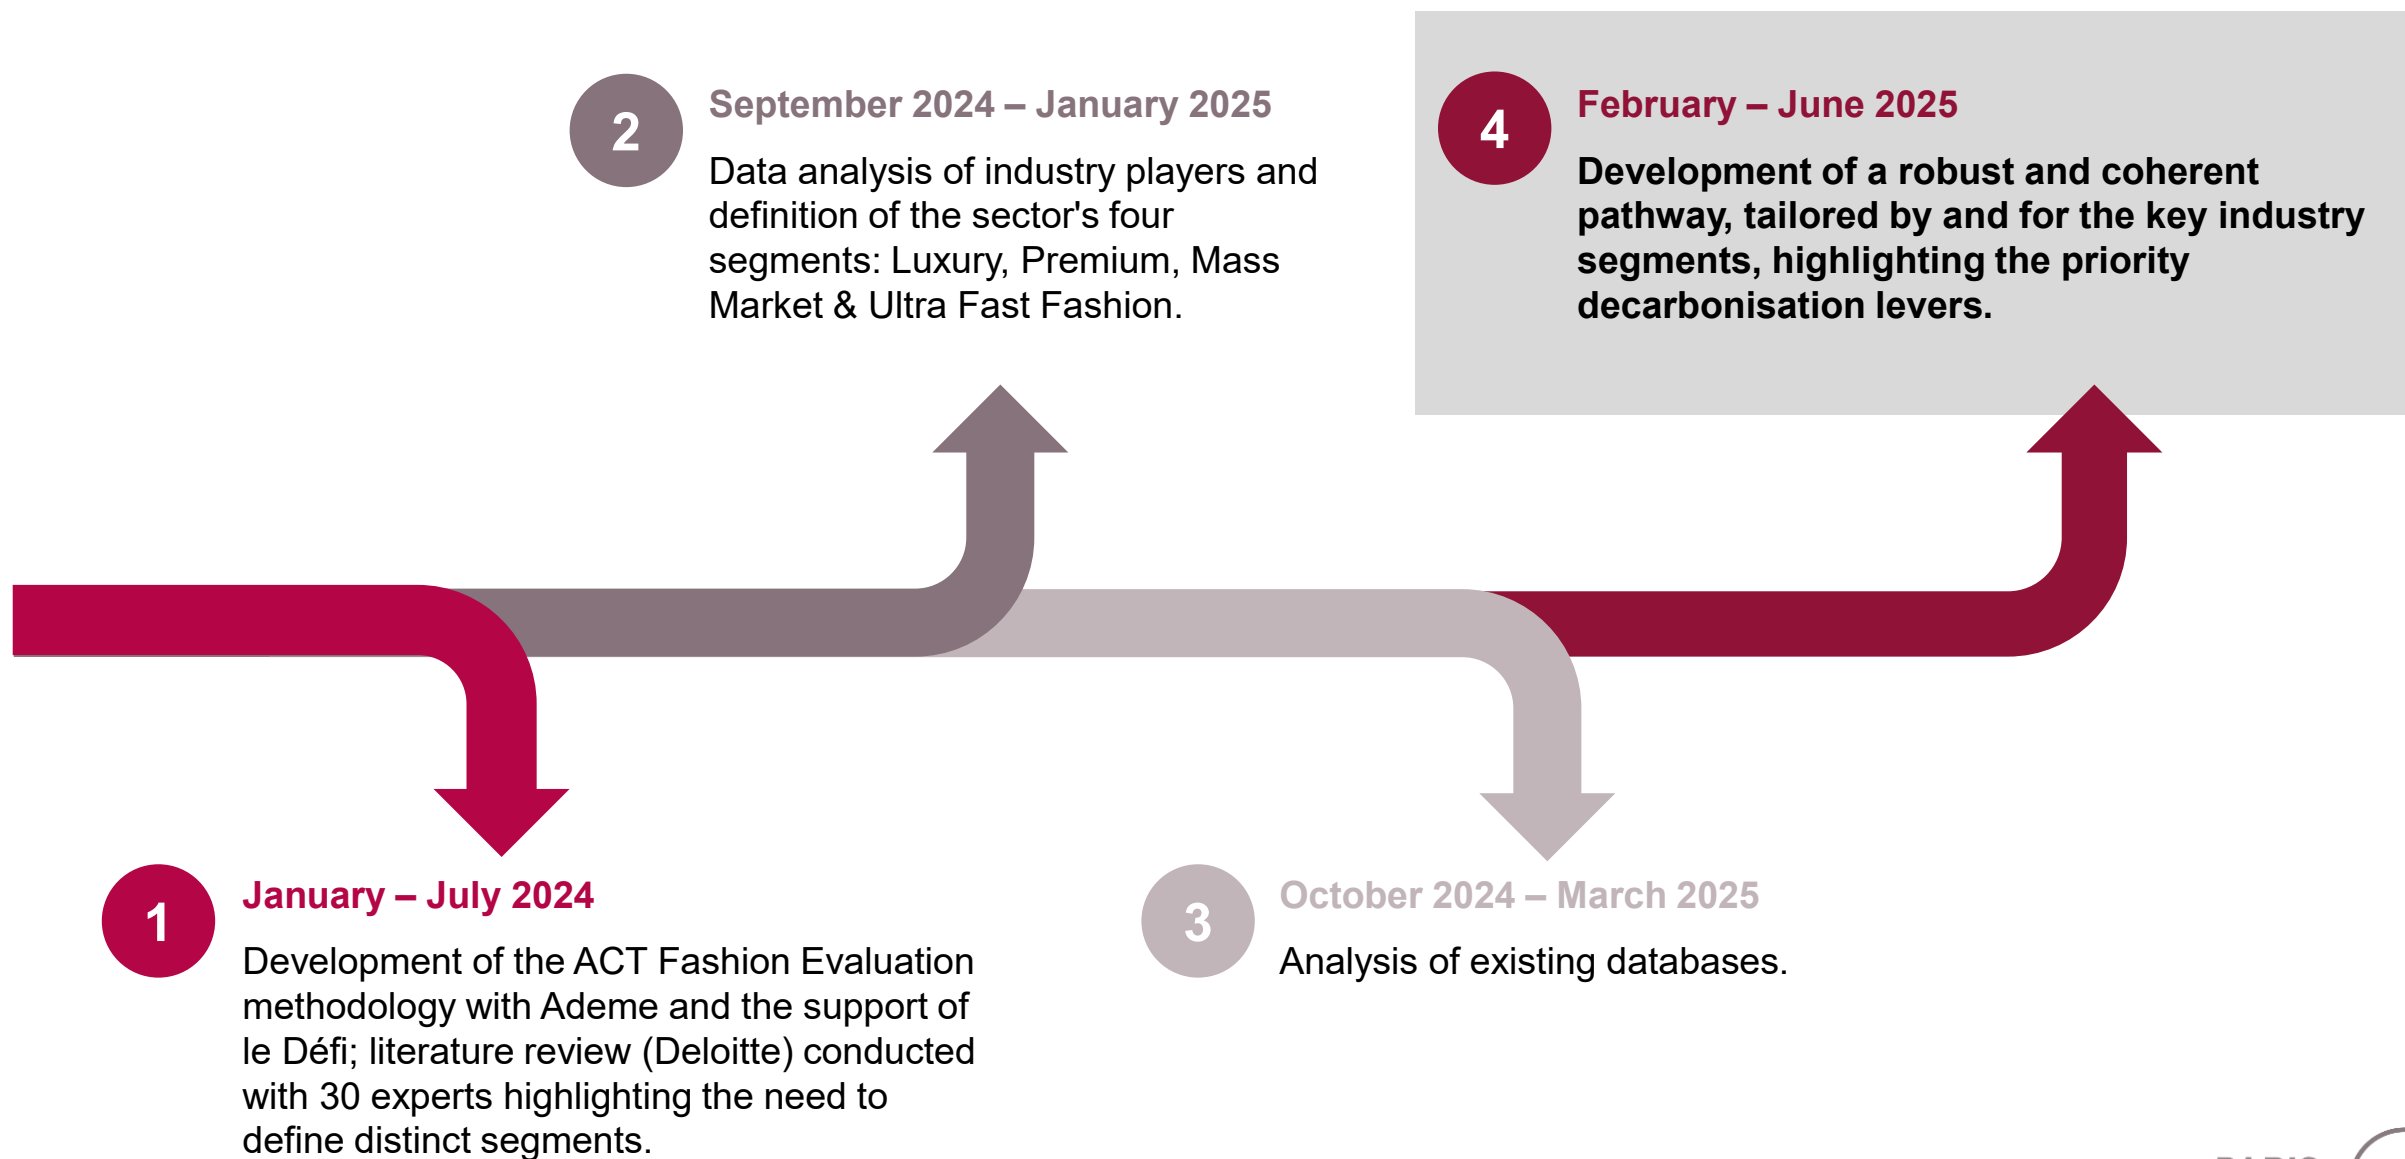 2
September 2024 – January 2025
Data analysis of industry players and
definition of the sector's four
segments: Luxury, Premium, Mass
Market & Ultra Fast Fashion.
4
February – June 2025
Development of a robust and coherent
pathway, tailored by and for the key industry
segments, highlighting the priority
decarbonisation levers.
1
January – July 2024
Development of the ACT Fashion Evaluation
methodology with Ademe and the support of
le Défi; literature review (Deloitte) conducted
with 30 experts highlighting the need to
define distinct segments.
3
October 2024 – March 2025
Analysis of existing databases.